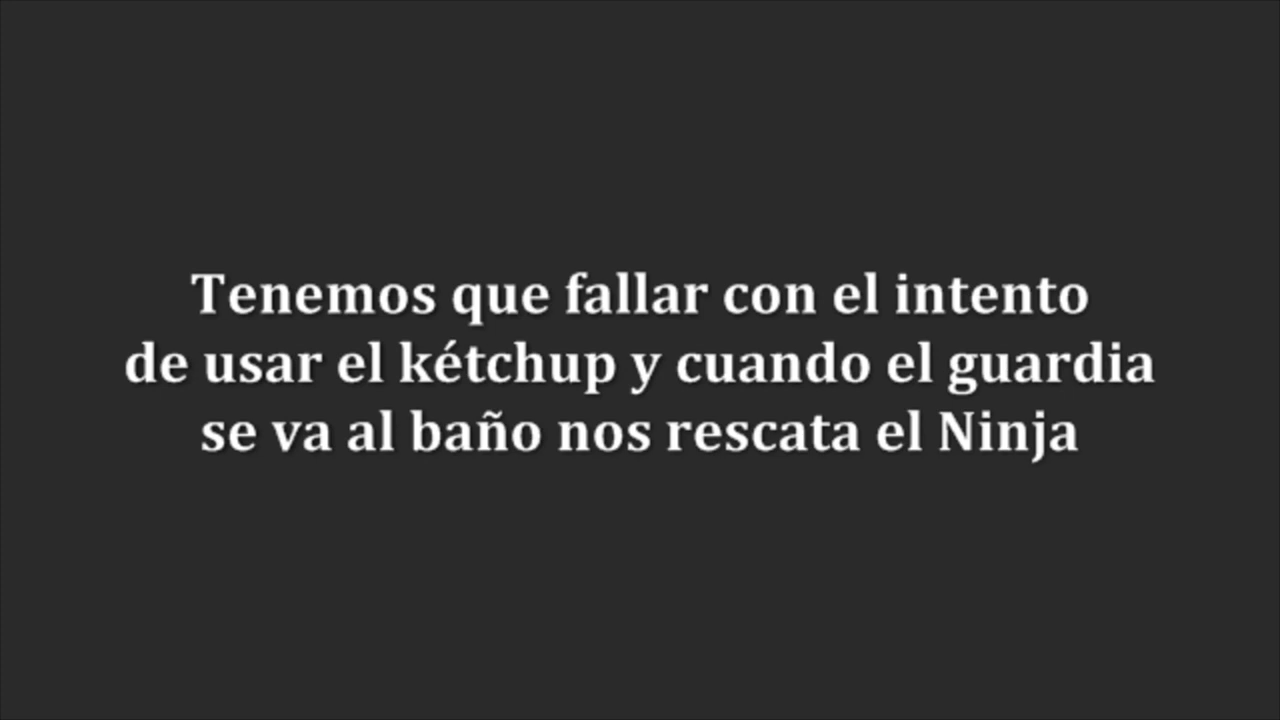 Tenemos que fallar con el intento
de usar el kétchup y cuando el guardia
se va al baño nos rescata el Ninja